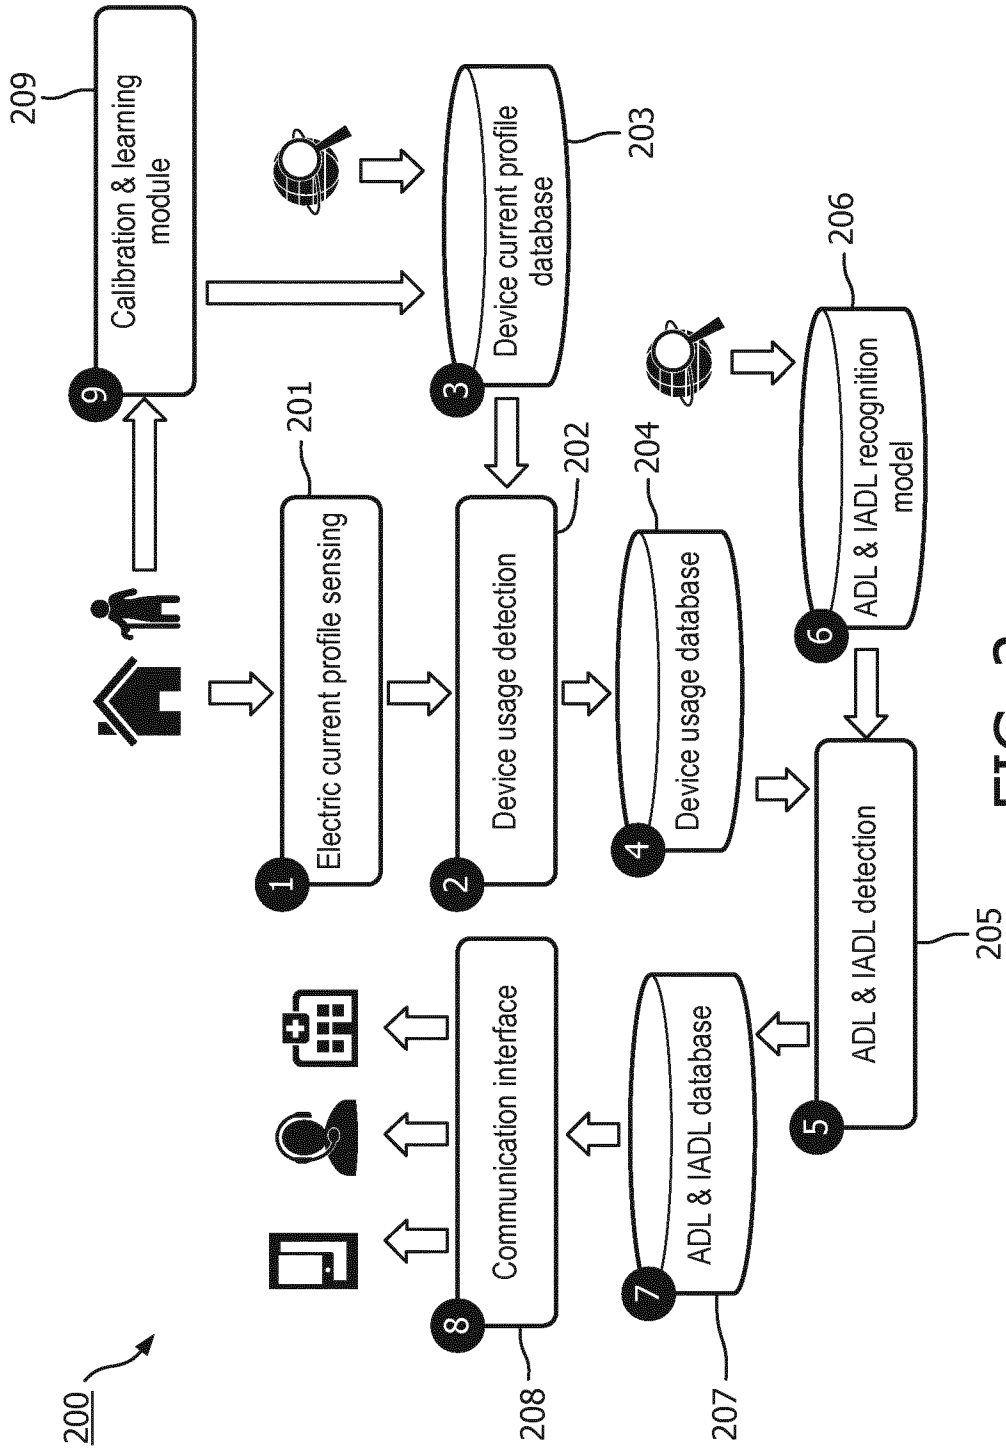 200
209
9
Calibration & learning
module
201
1
Electric current profile sensing
3
Device current profile
database
203
8
Communication interface
208
2
Device usage detection
202
7
ADL & IADL database
207
4
Device usage database
204
6
ADL & IADL recognition
model
206
5
ADL & IADL detection
205